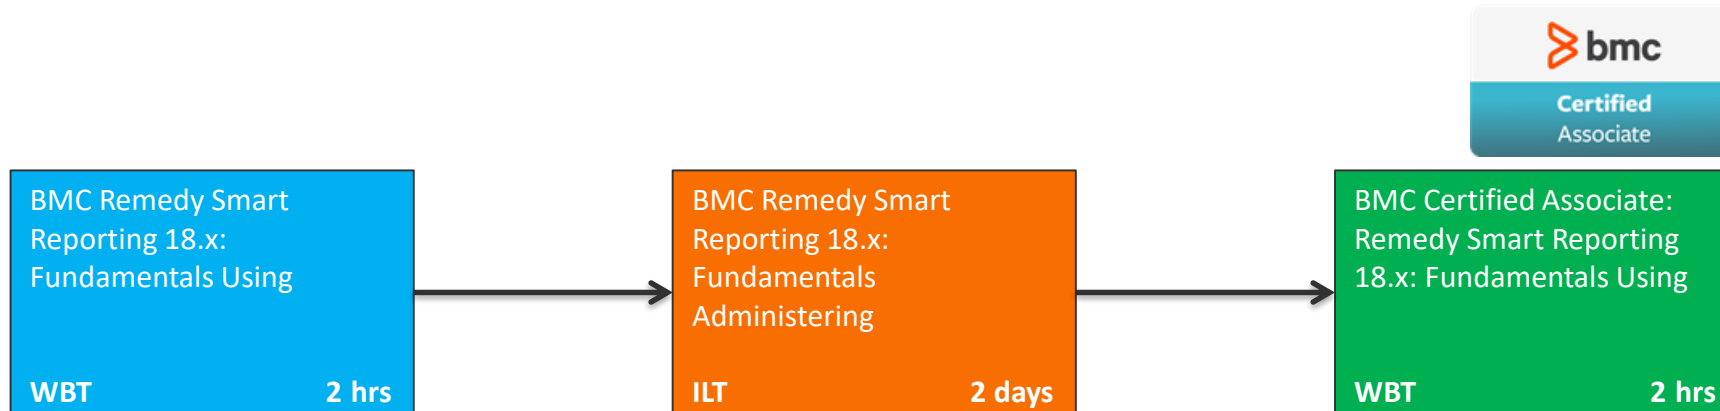 bmc
Certified
Associate
BMC Remedy Smart
Reporting 18.x:
Fundamentals Using
WBT 2 hrs
BMC Remedy Smart
Reporting 18.x:
Fundamentals
Administering
ILT 2 days
BMC Certified Associate:
Remedy Smart Reporting
18.x: Fundamentals Using
WBT 2 hrs